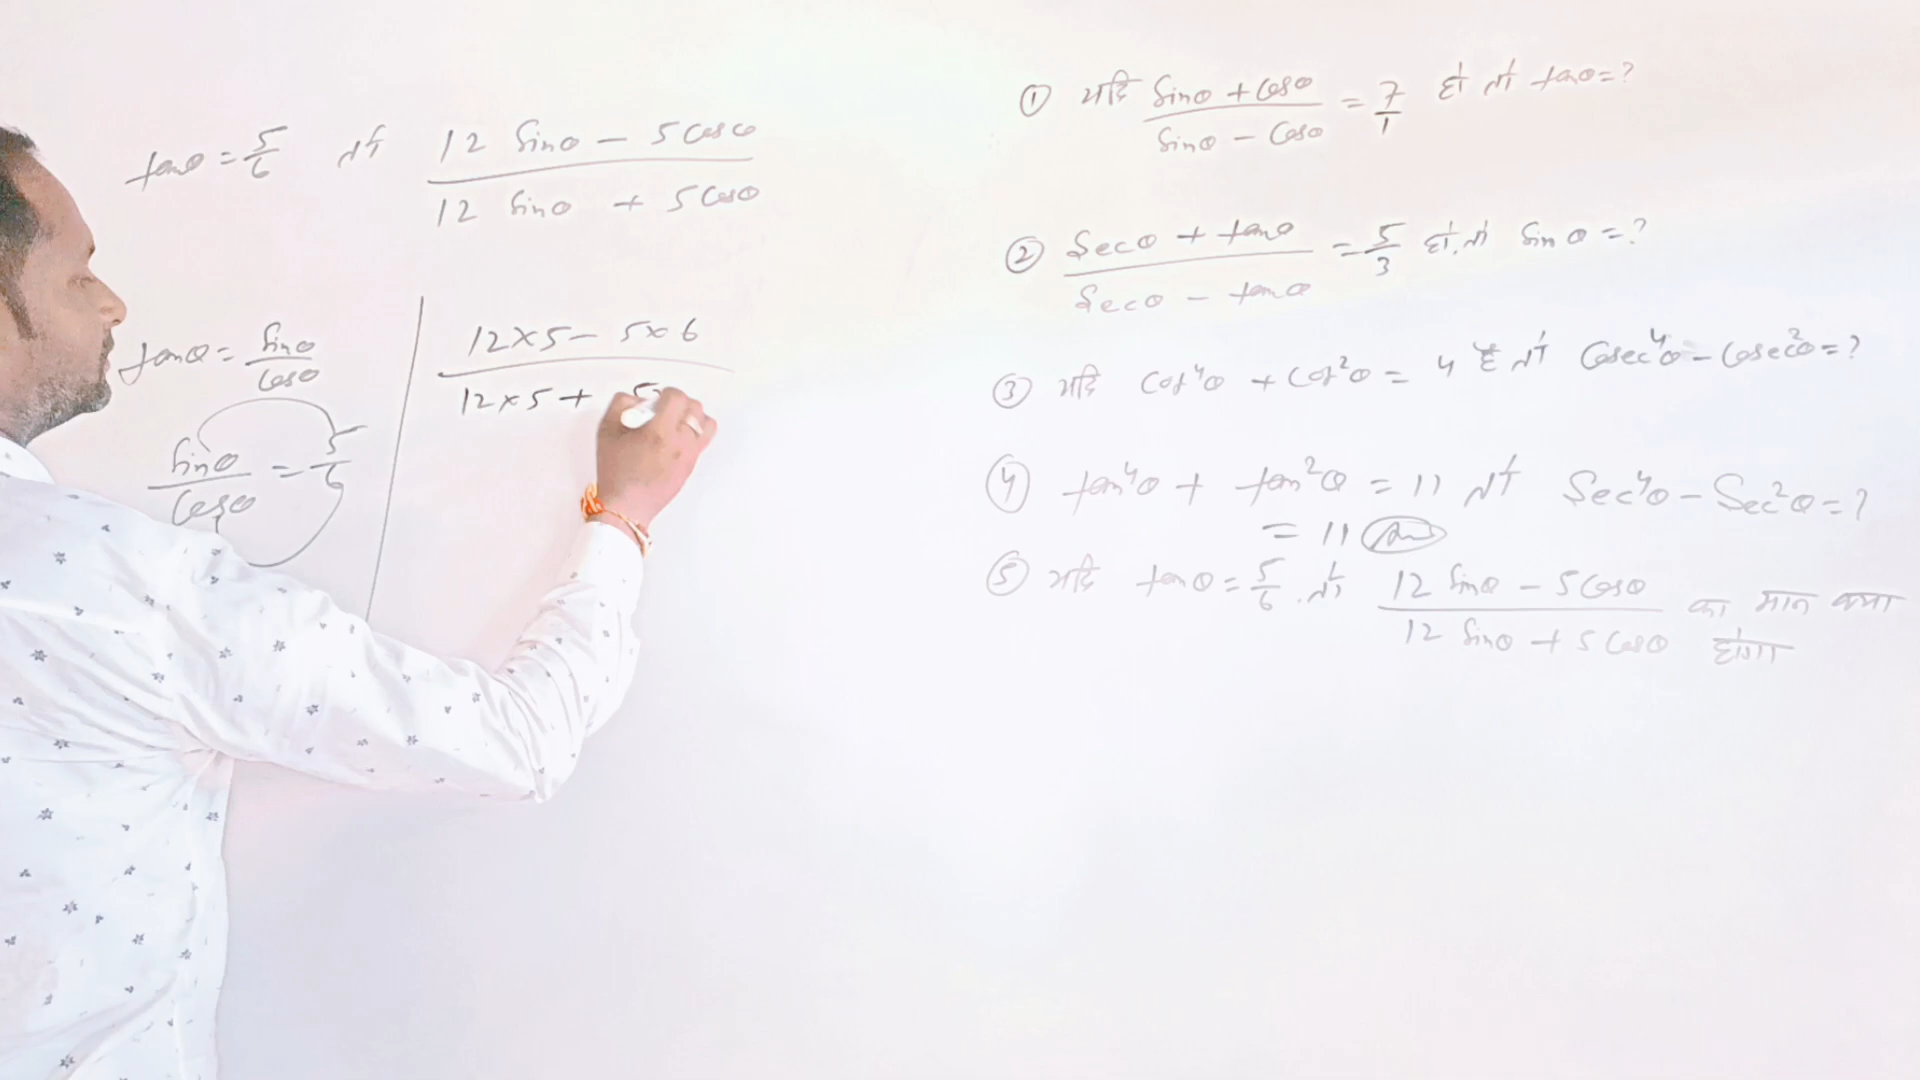 tanθ = 5/6 तो (12 Sinθ - 5 Cosθ)/(12 Sinθ + 5 Cosθ)
tanθ = Sinθ/Cosθ
Sinθ/Cosθ = 5/6
12×5 - 5×6
12×5 + 5
① यदि (Sinθ + Cosθ)/(Sinθ - Cosθ) = 7/1 हो तो tanθ = ?
② (Secθ + tanθ)/(Secθ - tanθ) = 5/3 हो, तो Sinθ = ?
③ यदि Cot⁴θ + Cot²θ = 4 है तो Cosec⁴θ - Cosec²θ = ?
④ tan⁴θ + tan²θ = 11 तो Sec⁴θ - Sec²θ = ?
= 11 Ans
⑤ यदि tanθ = 5/6 . तो (12 Sinθ - 5 Cosθ)/(12 Sinθ + 5 Cosθ) का मान क्या
होगा